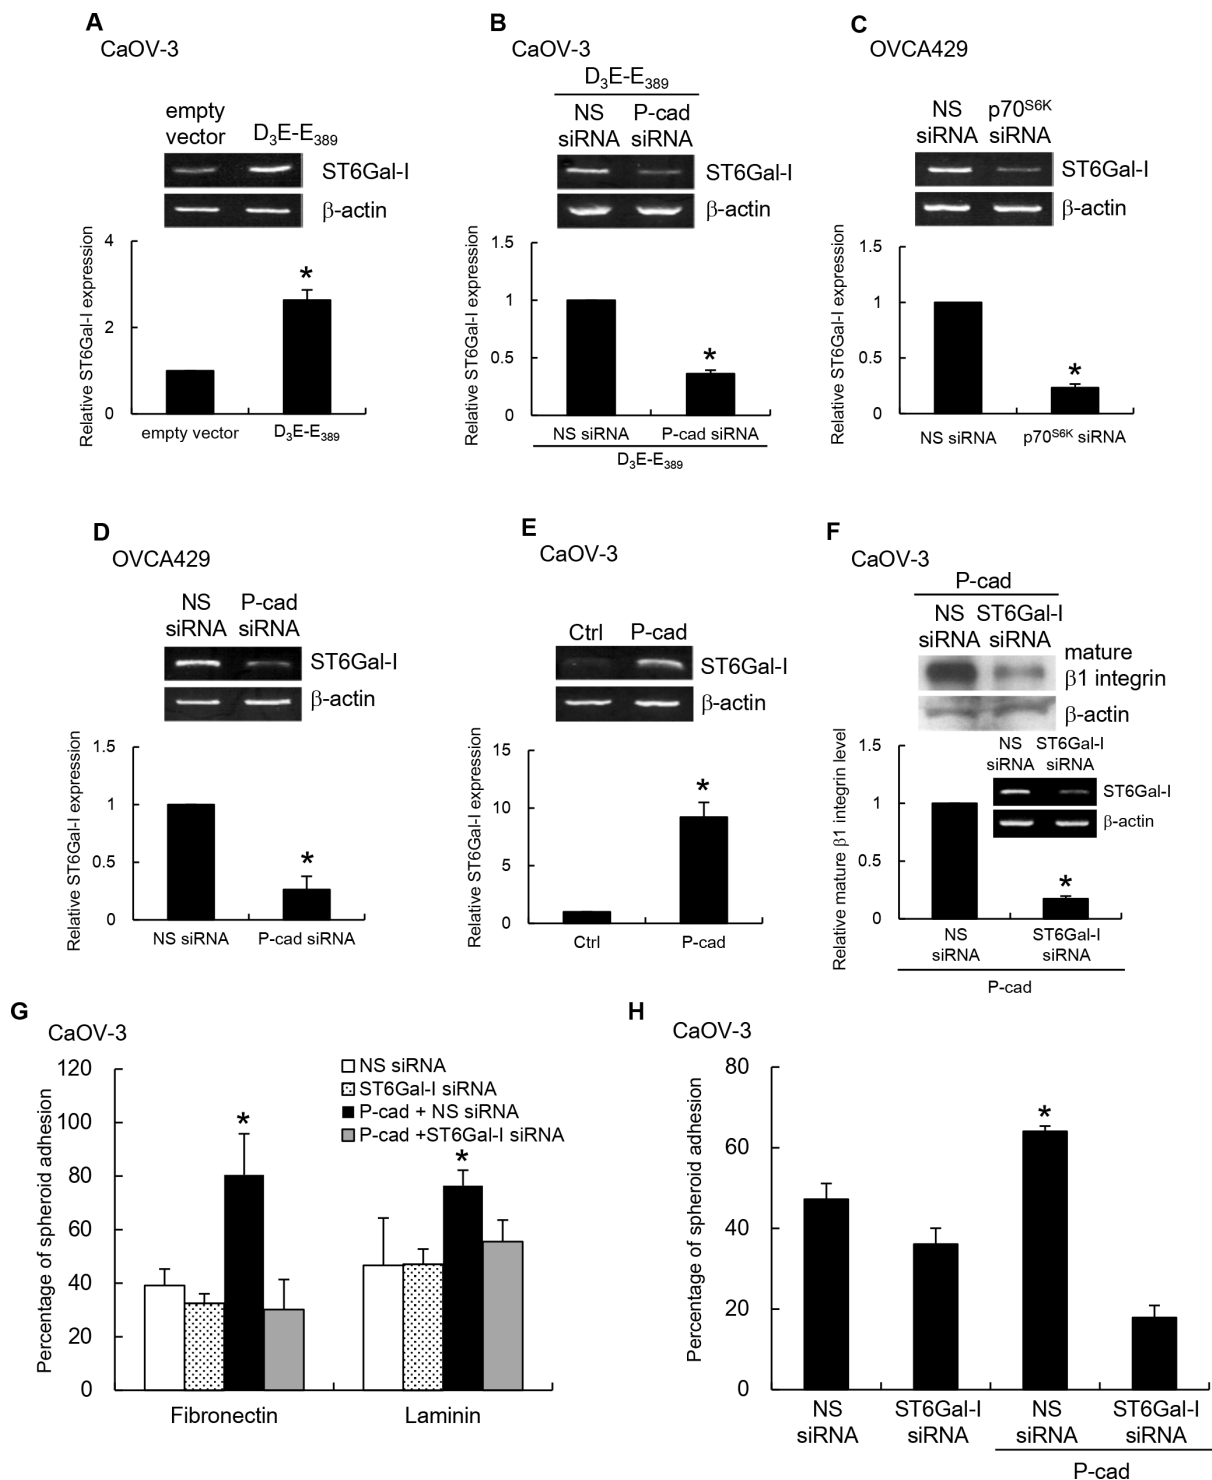 A
CaOV-3
empty
vector
D3E-E389
ST6Gal-I
β-actin
Relative ST6Gal-I expression
4
2
0
*
empty vector
D3E-E389
B
CaOV-3
D3E-E389
NS
siRNA
P-cad
siRNA
ST6Gal-I
β-actin
Relative ST6Gal-I expression
1.5
1
0.5
0
*
NS siRNA
P-cad siRNA
D3E-E389
C
OVCA429
NS
siRNA
p70S6K
siRNA
ST6Gal-I
β-actin
Relative ST6Gal-I expression
1.5
1
0.5
0
*
NS siRNA
p70S6K siRNA
D
OVCA429
NS
siRNA
P-cad
siRNA
ST6Gal-I
β-actin
Relative ST6Gal-I expression
1.5
1
0.5
0
*
NS siRNA
P-cad siRNA
E
CaOV-3
Ctrl
P-cad
ST6Gal-I
β-actin
Relative ST6Gal-I expression
15
10
5
0
*
Ctrl
P-cad
F
CaOV-3
P-cad
NS
siRNA
ST6Gal-I
siRNA
mature
β1 integrin
β-actin
Relative mature β1 integrin level
1.5
1
0.5
0
NS
siRNA
ST6Gal-I
siRNA
ST6Gal-I
β-actin
*
NS
siRNA
ST6Gal-I
siRNA
P-cad
G
CaOV-3
Percentage of spheroid adhesion
120
100
80
60
40
20
0
NS siRNA
ST6Gal-I siRNA
P-cad + NS siRNA
P-cad +ST6Gal-I siRNA
*
*
Fibronectin
Laminin
H
CaOV-3
Percentage of spheroid adhesion
80
60
40
20
0
*
NS
siRNA
ST6Gal-I
siRNA
NS
siRNA
ST6Gal-I
siRNA
P-cad